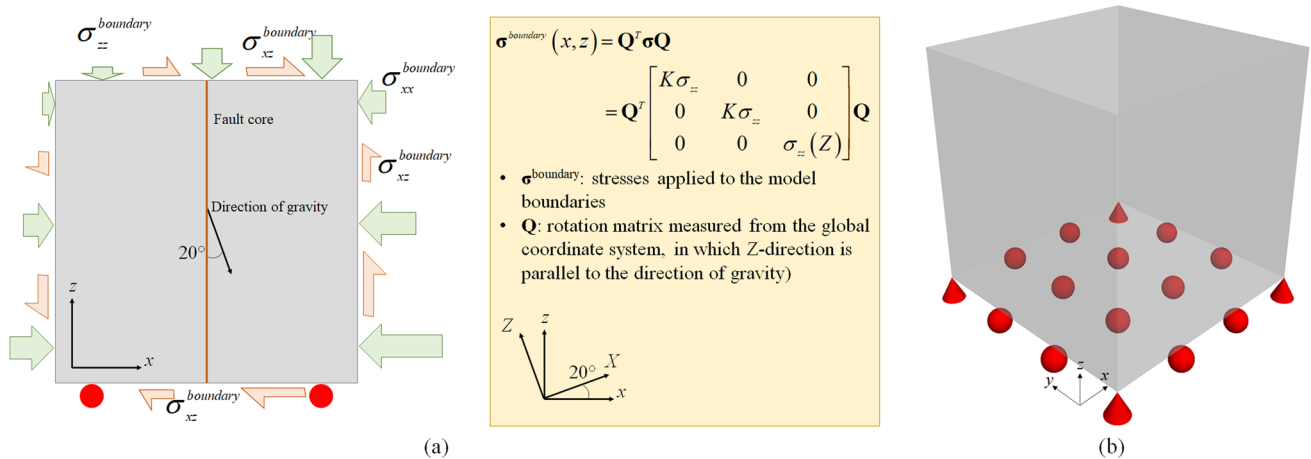 σ_zz^boundary
σ_xz^boundary
σ_xx^boundary
Fault core
σ_xz^boundary
Direction of gravity
20°
z
x
σ_xz^boundary
(a)
σ^boundary (x, z) = Q^T σQ
= Q^T [ Kσ_zz 0 0
0 Kσ_zz 0
0 0 σ_zz (Z) ] Q
• σ^boundary: stresses applied to the model
boundaries
• Q: rotation matrix measured from the global
coordinate system, in which Z-direction is
parallel to the direction of gravity)
Z
z
20°
X
x
y
z
x
(b)